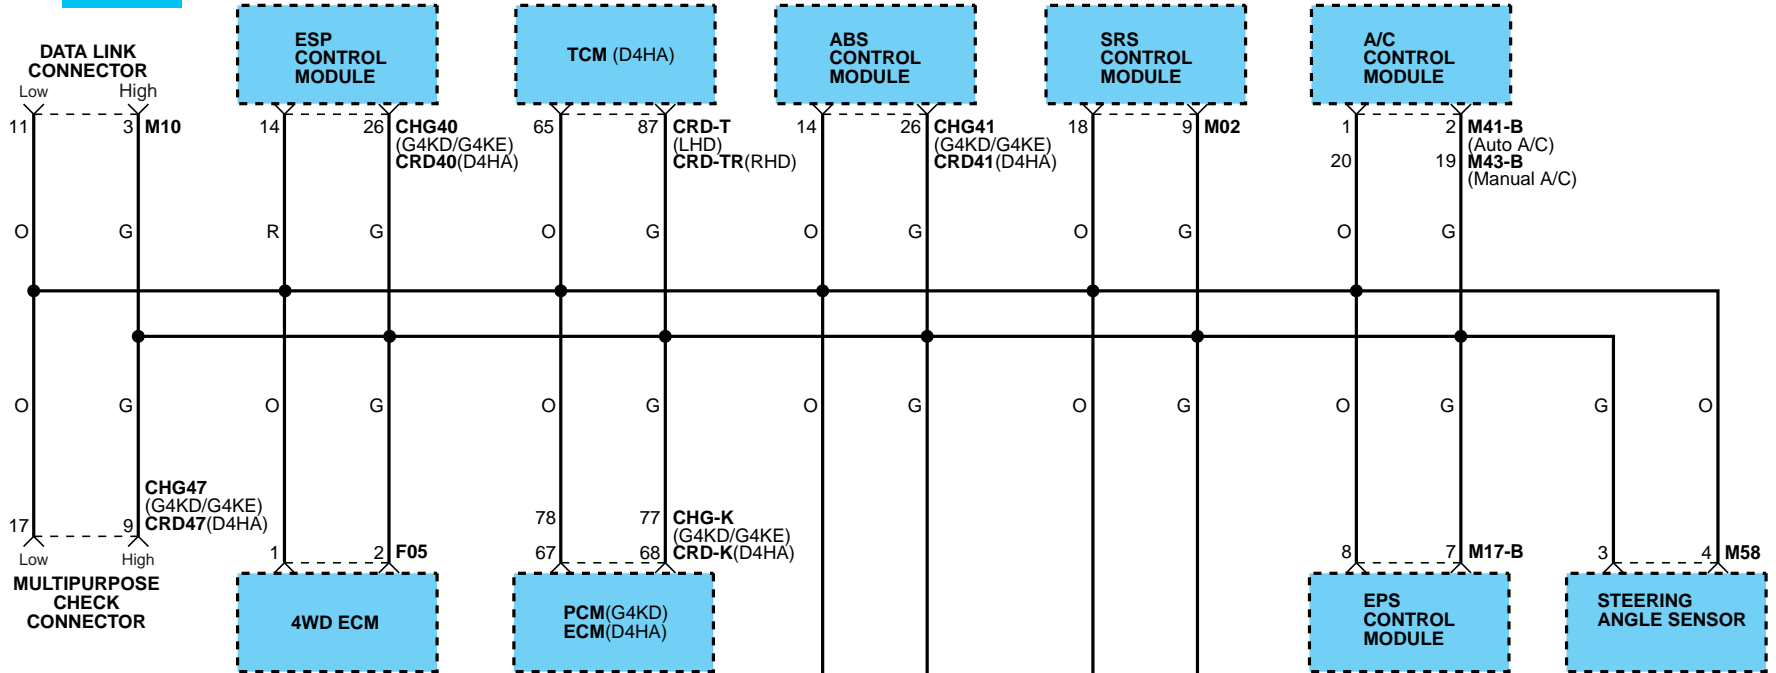 DATA LINK
CONNECTOR
Low High
11 3 M10
ESP
CONTROL
MODULE
14 26 CHG40
(G4KD/G4KE)
CRD40(D4HA)
TCM (D4HA)
65 87 CRD-T
(LHD)
CRD-TR(RHD)
ABS
CONTROL
MODULE
14 26 CHG41
(G4KD/G4KE)
CRD41(D4HA)
SRS
CONTROL
MODULE
18 9 M02
A/C
CONTROL
MODULE
1 2 M41-B
(Auto A/C)
20 19 M43-B
(Manual A/C)
O G R G O G O G O G O G
O G O G O G O G O G O G G O
CHG47
(G4KD/G4KE)
17 9 CRD47(D4HA)
Low High
MULTIPURPOSE
CHECK
CONNECTOR
1 2 F05
4WD ECM
78 77 CHG-K
(G4KD/G4KE)
67 68 CRD-K(D4HA)
PCM(G4KD)
ECM(D4HA)
8 7 M17-B
EPS
CONTROL
MODULE
3 4 M58
STEERING
ANGLE SENSOR